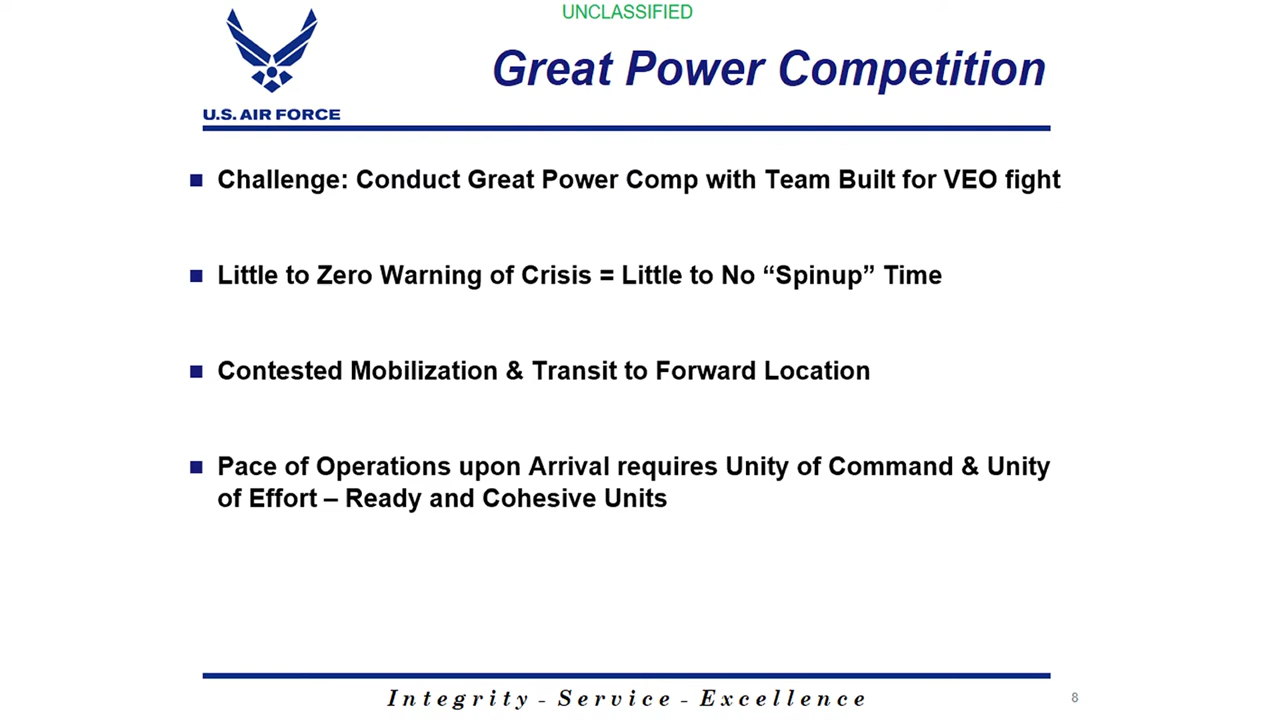 UNCLASSIFIED
Great Power Competition
U.S. AIR FORCE
Challenge: Conduct Great Power Comp with Team Built for VEO fight
Little to Zero Warning of Crisis = Little to No “Spinup” Time
Contested Mobilization & Transit to Forward Location
Pace of Operations upon Arrival requires Unity of Command & Unity
of Effort – Ready and Cohesive Units
Integrity - Service - Excellence
8